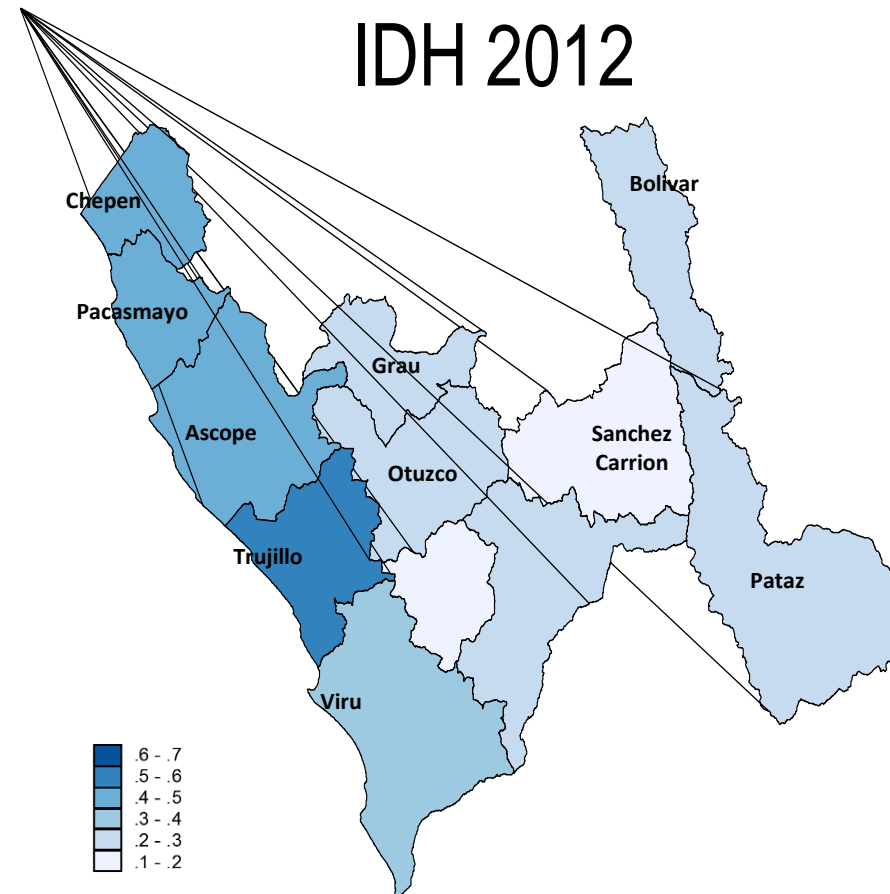 IDH 2012
Bolivar
Chepen
Pacasmayo
Grau
Ascope
Sanchez
Carrion
Otuzco
Trujillo
Pataz
Viru
.6 - .7
.5 - .6
.4 - .5
.3 - .4
.2 - .3
.1 - .2